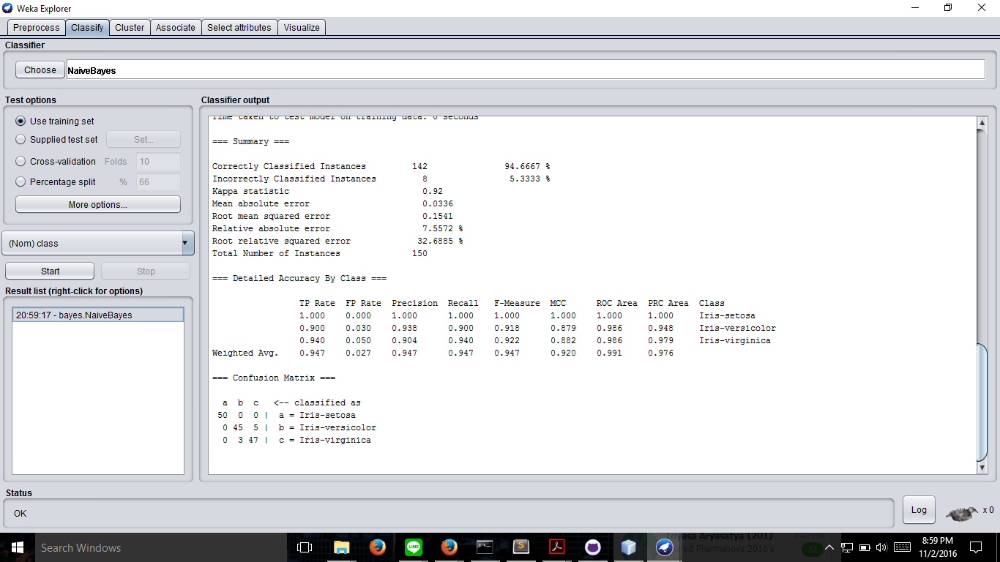 Weka Explorer
Preprocess Classify Cluster Associate Select attributes Visualize
Classifier
Choose NaiveBayes
Test options
Use training set
Supplied test set Set...
Cross-validation Folds 10
Percentage split % 66
More options...
(Nom) class
Start Stop
Result list (right-click for options)
20:59:17 - bayes.NaiveBayes
Classifier output
Time taken to test model on training data: 0 seconds
=== Summary ===
Correctly Classified Instances 142 94.6667 %
Incorrectly Classified Instances 8 5.3333 %
Kappa statistic 0.92
Mean absolute error 0.0336
Root mean squared error 0.1541
Relative absolute error 7.5572 %
Root relative squared error 32.6885 %
Total Number of Instances 150
=== Detailed Accuracy By Class ===
TP Rate FP Rate Precision Recall F-Measure MCC ROC Area PRC Area Class
1.000 0.000 1.000 1.000 1.000 1.000 1.000 1.000 Iris-setosa
0.900 0.030 0.938 0.900 0.918 0.879 0.986 0.948 Iris-versicolor
0.940 0.050 0.904 0.940 0.922 0.882 0.986 0.979 Iris-virginica
Weighted Avg. 0.947 0.027 0.947 0.947 0.947 0.920 0.991 0.976
=== Confusion Matrix ===
a b c <-- classified as
50 0 0 | a = Iris-setosa
0 45 5 | b = Iris-versicolor
0 3 47 | c = Iris-virginica
Status
OK
Log
x 0
Search Windows
LINE
Aryasatya (201)
Pharmanova 2016's
27
8:59 PM
11/2/2016